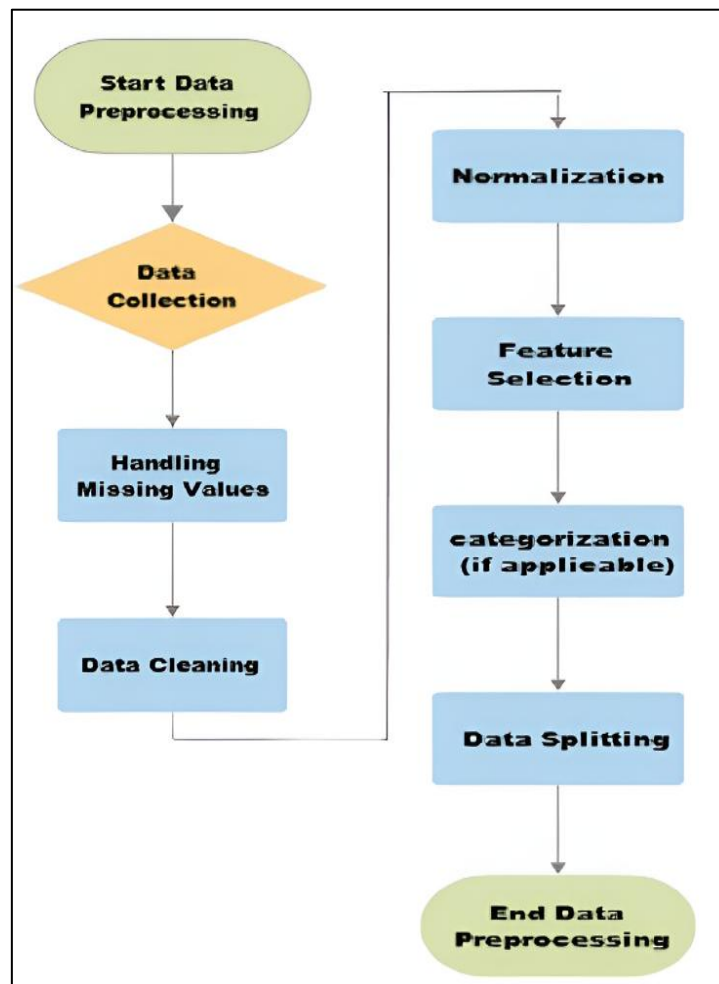 Start Data
Preprocessing
Data
Collection
Handling
Missing Values
Data Cleaning
Normalization
Feature
Selection
categorization
(if applicable)
Data Splitting
End Data
Preprocessing